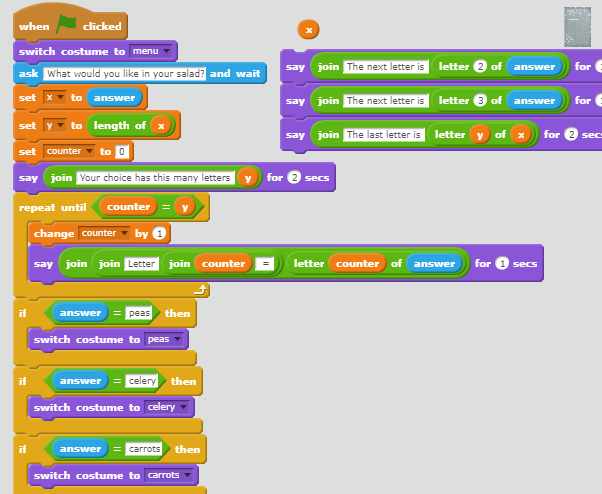 when clicked
switch costume to menu
ask What would you like in your salad? and wait
set x to answer
set y to length of x
set counter to 0
say join Your choice has this many letters y for 2 secs
repeat until counter = y
change counter by 1
say join join Letter join counter = letter counter of answer for 1 secs
if answer = peas then
switch costume to peas
if answer = celery then
switch costume to celery
if answer = carrots then
switch costume to carrots
x
say join The next letter is letter 2 of answer for
say join The next letter is letter 3 of answer for
say join The last letter is letter y of x for 2 secs